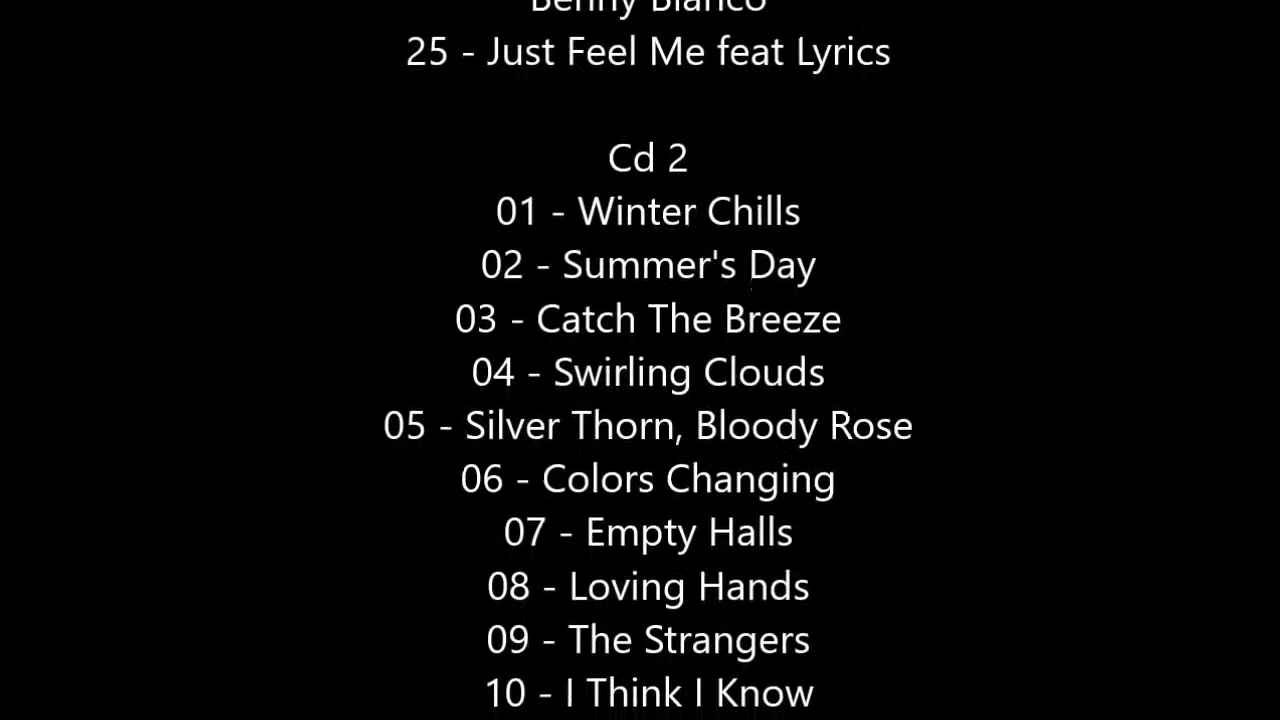 Benny Blanco
25 - Just Feel Me feat Lyrics
Cd 2
01 - Winter Chills
02 - Summer's Day
03 - Catch The Breeze
04 - Swirling Clouds
05 - Silver Thorn, Bloody Rose
06 - Colors Changing
07 - Empty Halls
08 - Loving Hands
09 - The Strangers
10 - I Think I Know